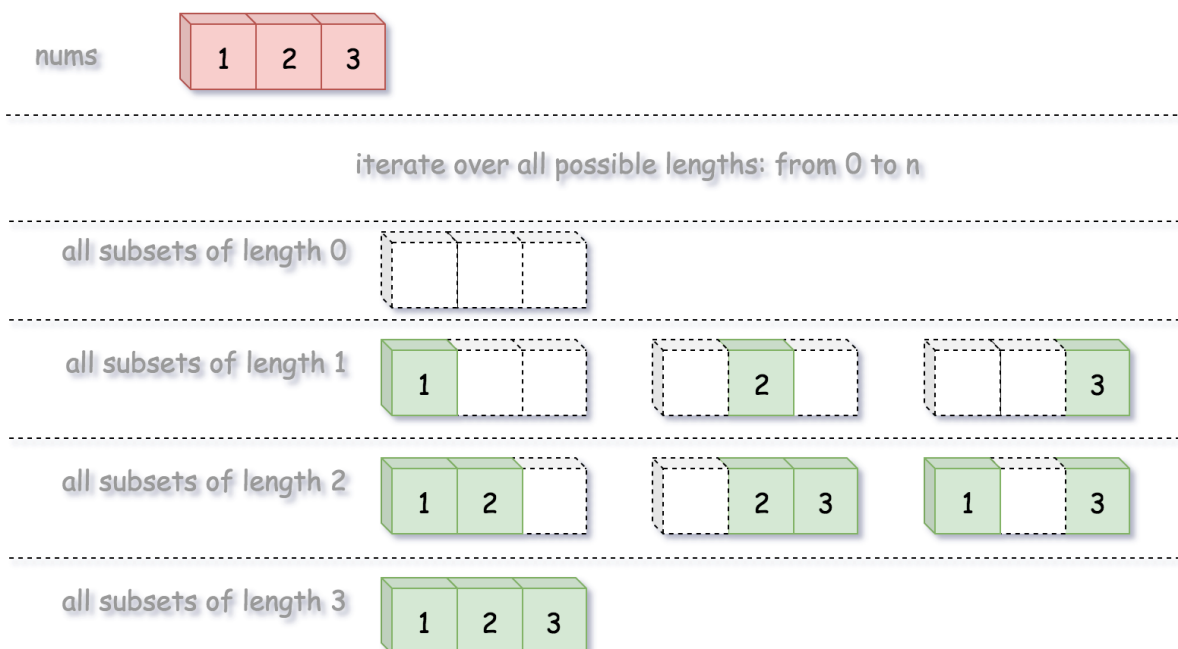 nums 1 2 3
iterate over all possible lengths: from 0 to n
all subsets of length 0
all subsets of length 1 1 2 3
all subsets of length 2 1 2 2 3 1 3
all subsets of length 3 1 2 3